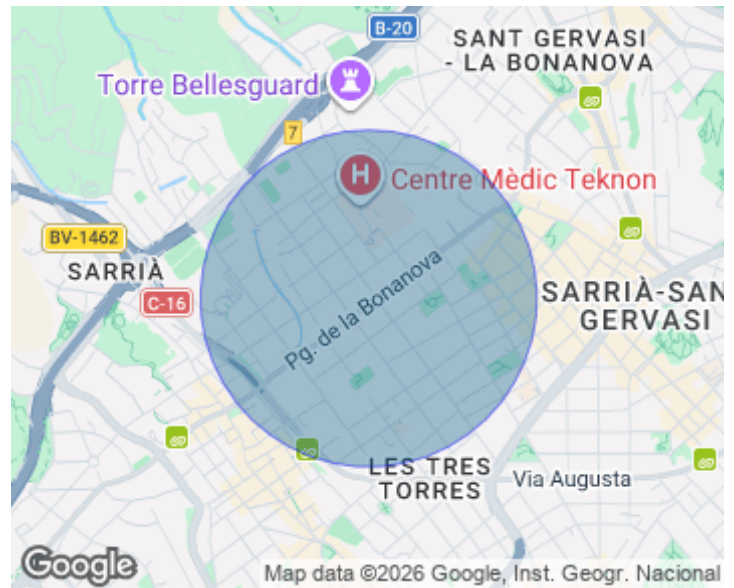 B-20
SANT GERVASI
- LA BONANOVA
Torre Bellesguard
7
H
Centre Mèdic Teknon
BV-1462
SARRIÀ
C-16
Pg. de la Bonanova
SARRIÀ-SAN
GERVASI
LES TRES
TORRES
Via Augusta
Google
Map data ©2026 Google, Inst. Geogr. Nacional